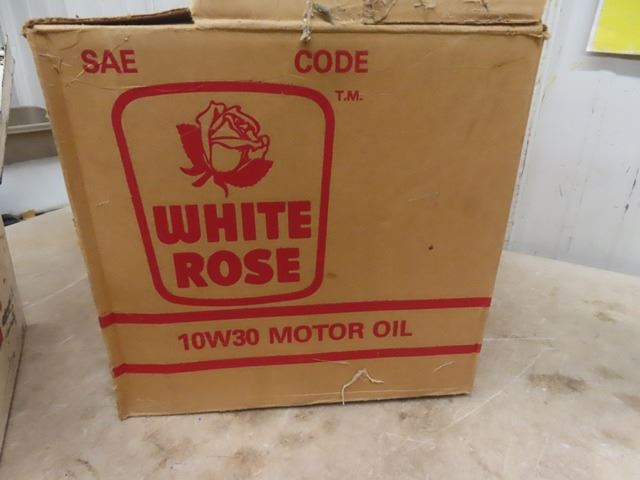 SAE CODE
T.M.
WHITE
ROSE
10W30 MOTOR OIL